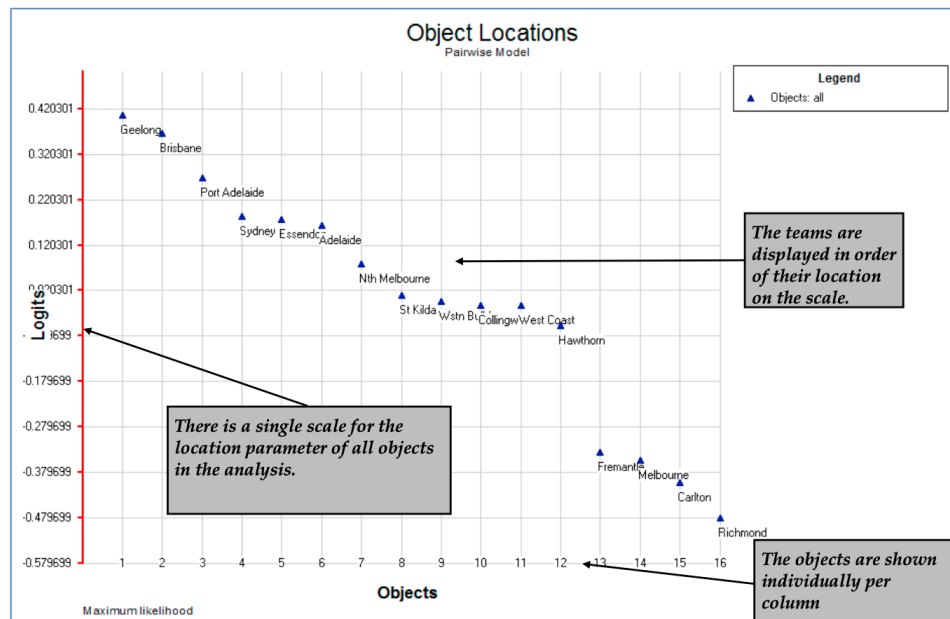 Object Locations
Pairwise Model
Legend
Objects: all
0.420301
0.320301
0.220301
0.120301
-0.179699
-0.279699
-0.379699
-0.479699
-0.579699
Logits
Geelong
Brisbane
Port Adelaide
Sydney
Adelaide
Nth Melbourne
St Kilda
Wstn
Collingw
West Coast
Hawthorn
Fremantle
Melbourne
Carlton
Richmond
The teams are
displayed in order
of their location
on the scale.
There is a single scale for the
location parameter of all objects
in the analysis.
1 2 3 4 5 6 7 8 9 10 11 12 13 14 15 16
The objects are shown
individually per
column
Objects
Maximum likelihood